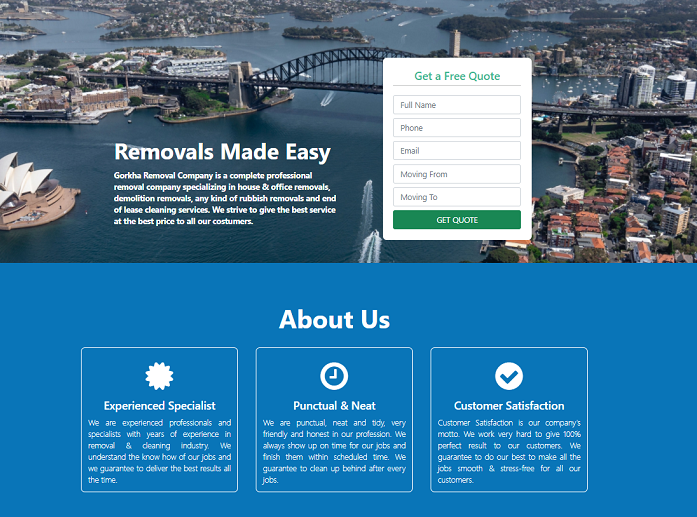 Get a Free Quote
Full Name
Phone
Email
Moving From
Moving To
GET QUOTE
Removals Made Easy
Gorkha Removal Company is a complete professional
removal company specializing in house & office removals,
demolition removals, any kind of rubbish removals and end
of lease cleaning services. We strive to give the best service
at the best price to all our costumers.
About Us
Experienced Specialist
We are experienced professionals and
specialists with years of experience in
removal & cleaning industry. We
understand the know how of our jobs and
we guarantee to deliver the best results all
the time.
Punctual & Neat
We are punctual, neat and tidy, very
friendly and honest in our profession. We
always show up on time for our jobs and
finish them within scheduled time. We
guarantee to clean up behind after every
jobs.
Customer Satisfaction
Customer Satisfaction is our company's
motto. We work very hard to give 100%
perfect result to our customers. We
guarantee to do our best to make all the
jobs smooth & stress-free for all our
customers.